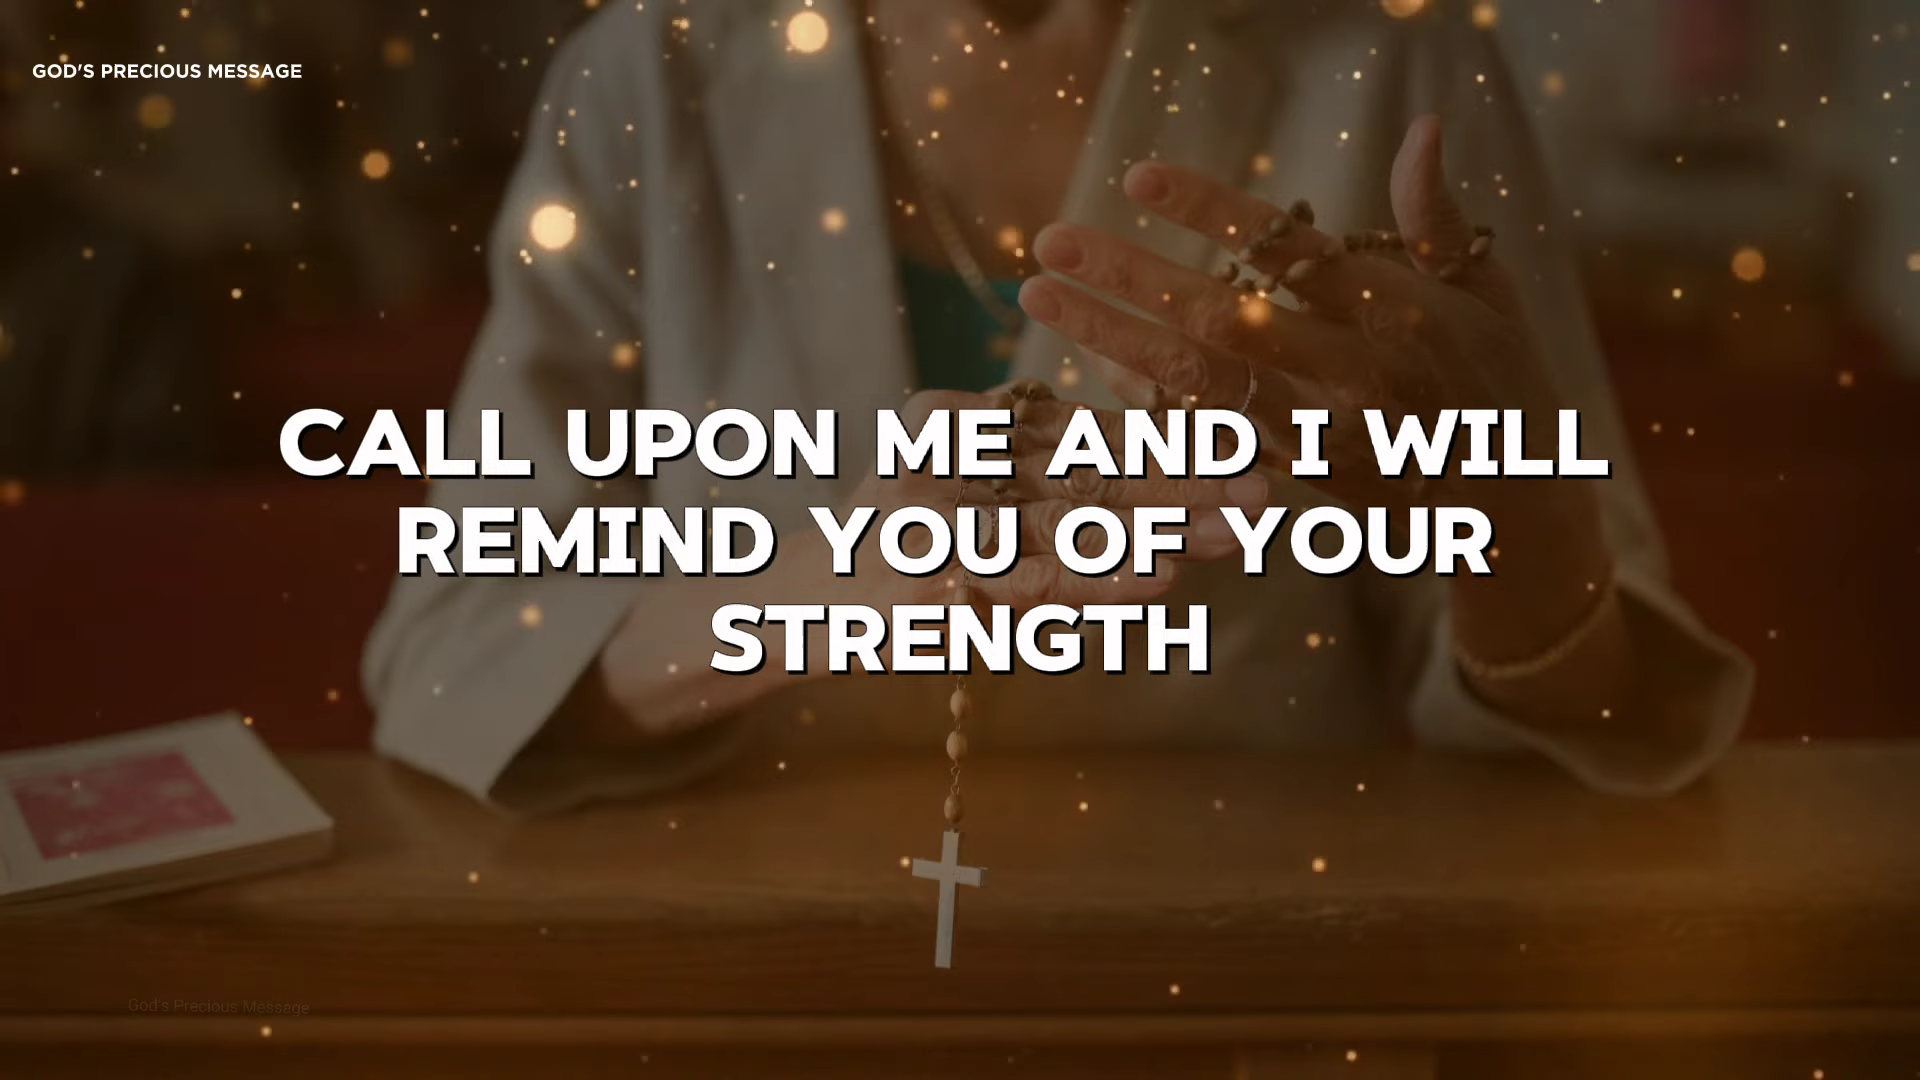 GOD'S PRECIOUS MESSAGE
CALL UPON ME AND I WILL
REMIND YOU OF YOUR
STRENGTH
God's Precious Message